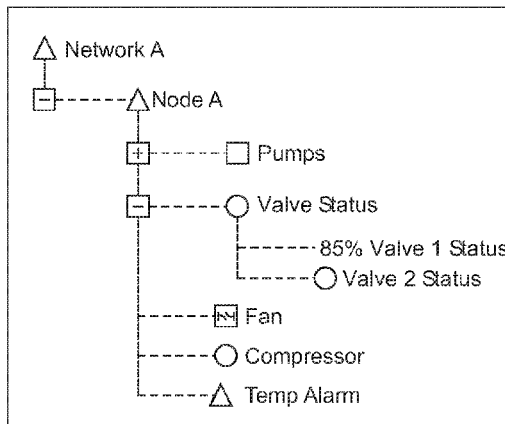 Network A
Node A
Pumps
Valve Status
85% Valve 1 Status
Valve 2 Status
Fan
Compressor
Temp Alarm